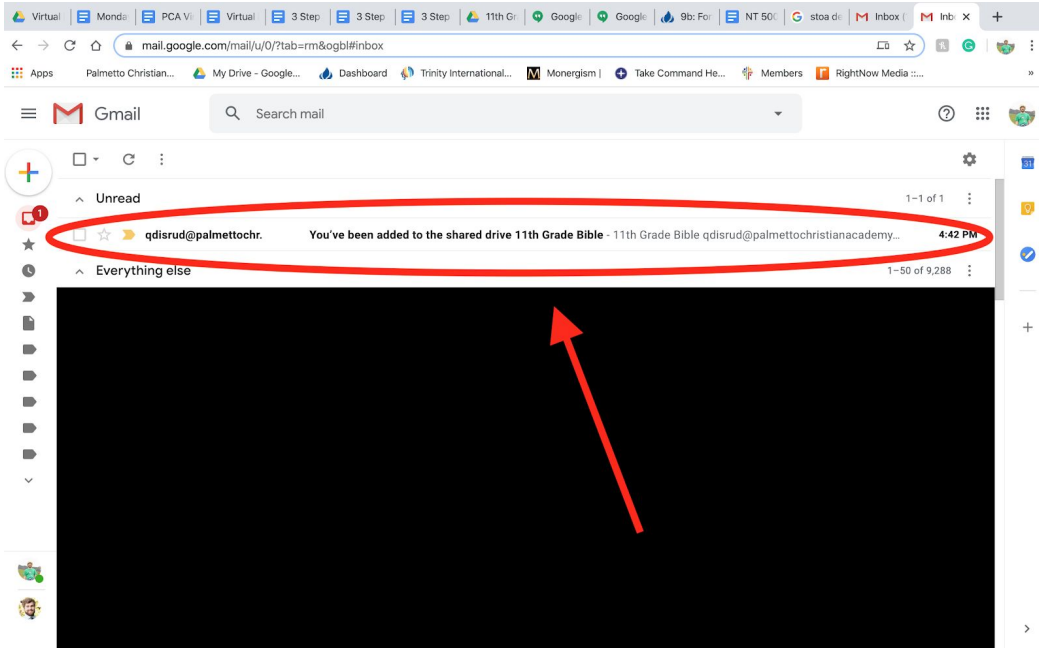 Virtual Monda PCA Vi Virtual 3 Step 3 Step 3 Step 11th Gr Google Google 9b: For NT 500 stoa de Inbox ( Inb
mail.google.com/mail/u/0/?tab=rm&ogbl#inbox
Apps Palmetto Christian... My Drive - Google... Dashboard Trinity International... Monergism | Take Command He... Members RightNow Media ::... »
Gmail Search mail
31
Unread 1–1 of 1
1
qdisrud@palmettochr. You've been added to the shared drive 11th Grade Bible - 11th Grade Bible qdisrud@palmettochristianacademy... 4:42 PM
Everything else 1–50 of 9,288